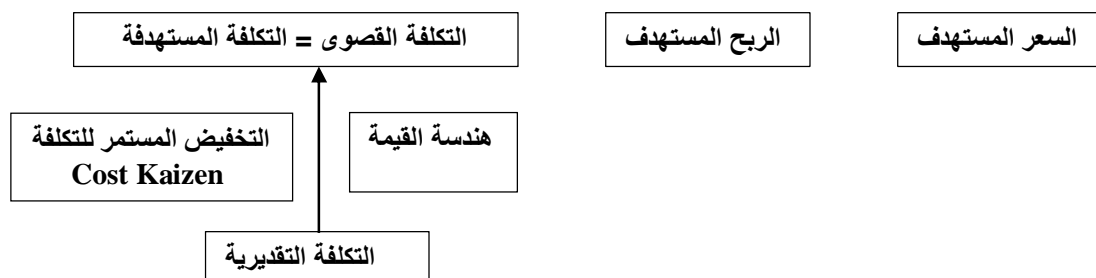 السعر المستهدف
الربح المستهدف
التكلفة القصوى = التكلفة المستهدفة
هندسة القيمة
التخفيض المستمر للتكلفة
Cost Kaizen
التكلفة التقديرية